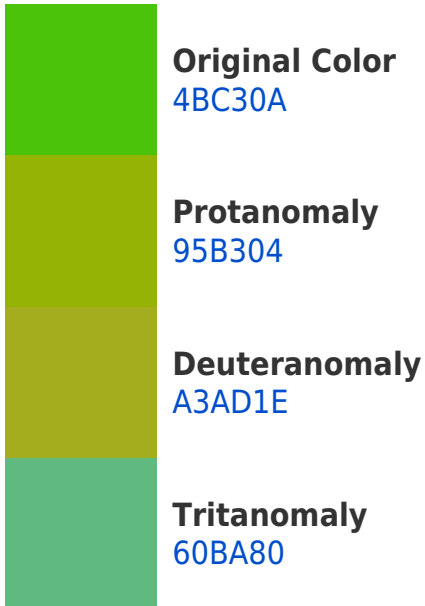 Original Color
4BC30A
Protanomaly
95B304
Deuteranomaly
A3AD1E
Tritanomaly
60BA80